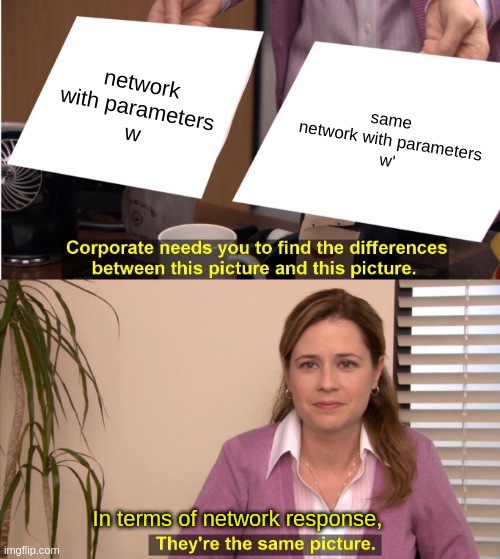 network
with parameters
w
same
network with parameters
w'
Corporate needs you to find the differences
between this picture and this picture.
In terms of network response,
They're the same picture.
imgflip.com